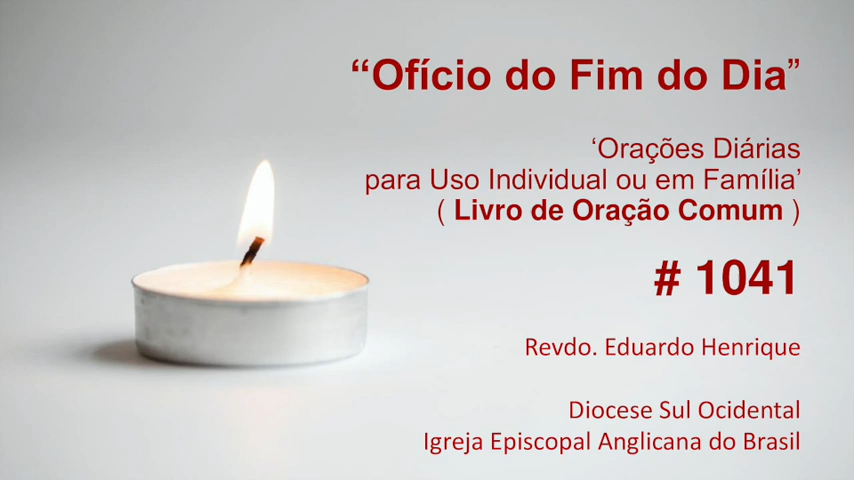 “Ofício do Fim do Dia”
‘Orações Diárias
para Uso Individual ou em Família’
( Livro de Oração Comum )
# 1041
Revdo. Eduardo Henrique
Diocese Sul Ocidental
Igreja Episcopal Anglicana do Brasil